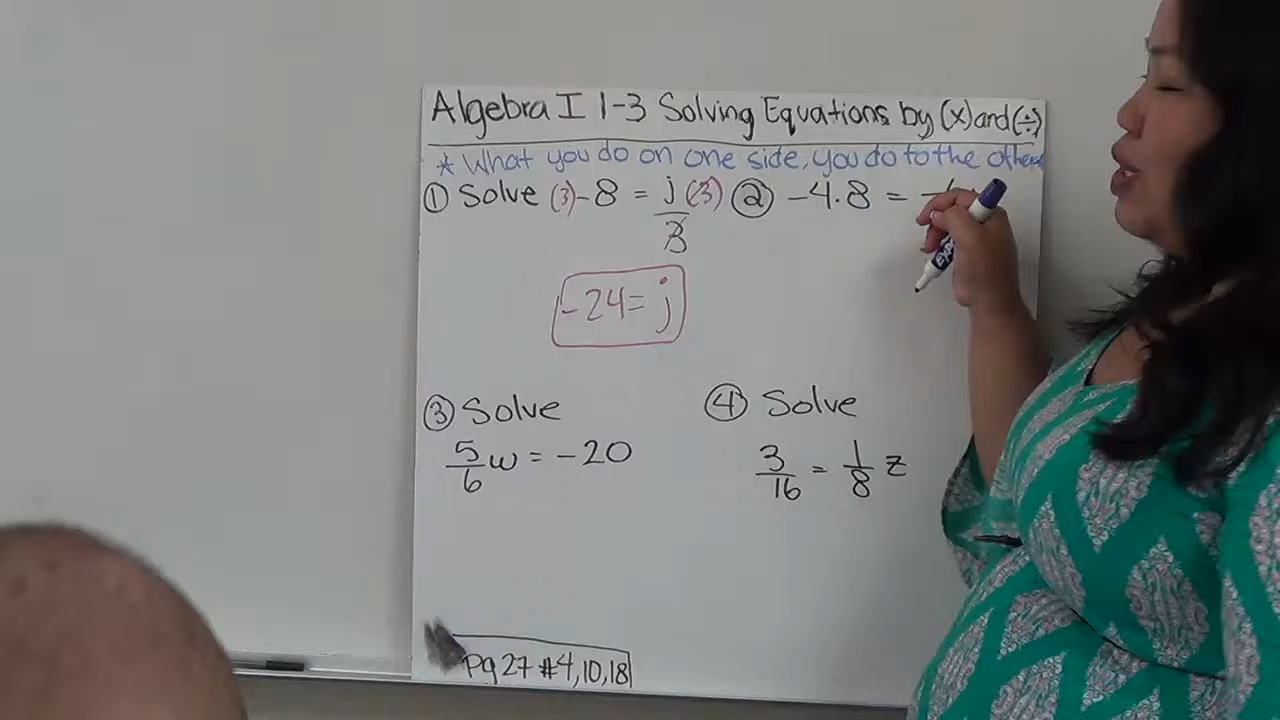 Algebra I 1-3 Solving Equations by (x) and (÷)
* What you do on one side, you do to the other
① Solve (3) -8 = j/3 (3)
-24 = j
② -4.8 =
③ Solve
5/6 w = -20
④ Solve
3/16 = 1/8 z
pg 27 #4, 10, 18
EXPO